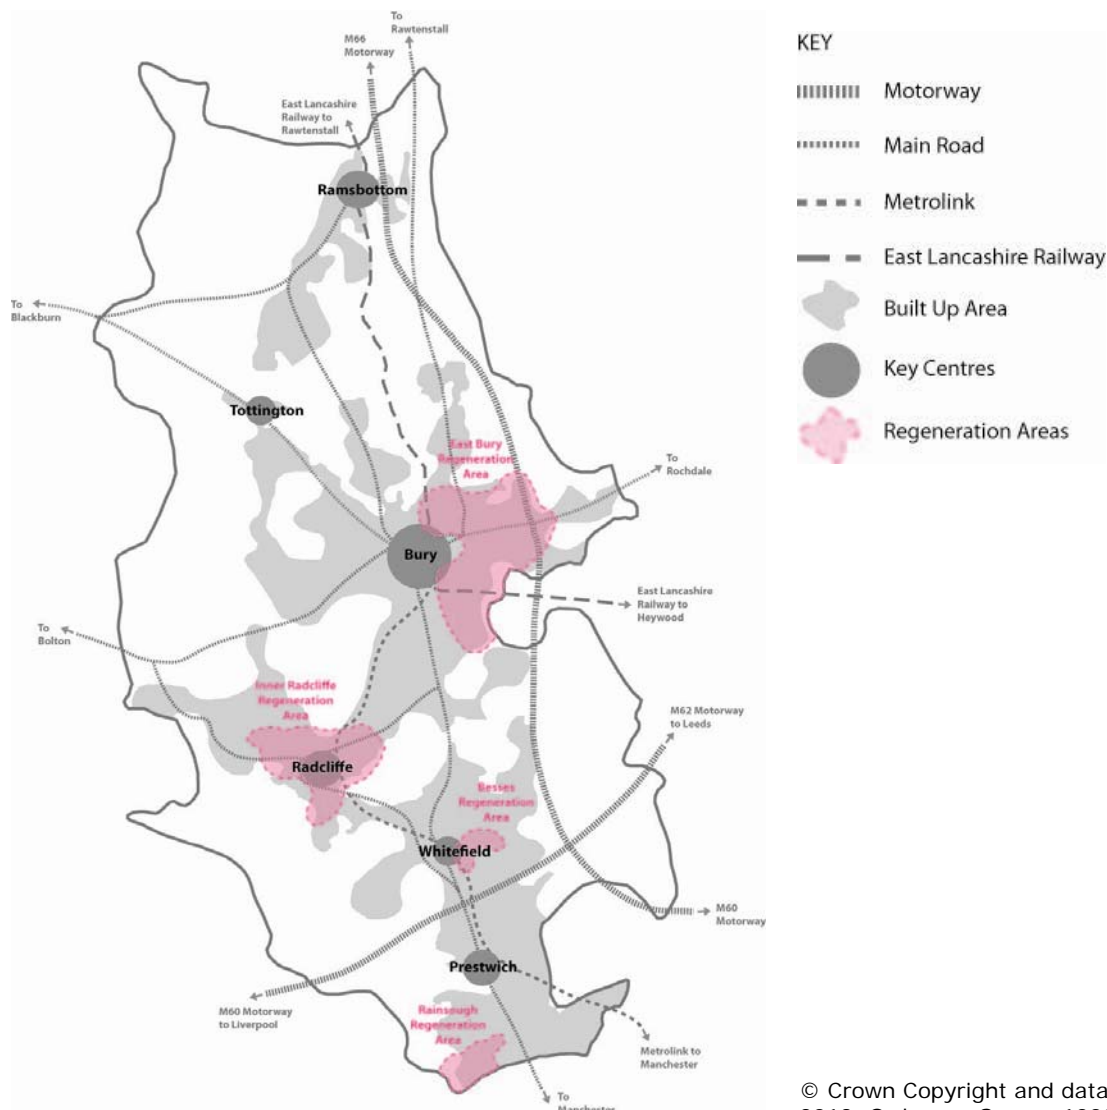 To
Rawtenstall
M66
Motorway
East Lancashire
Railway to
Rawtenstall
Ramsbottom
To
Blackburn
Tottington
East Bury
Regeneration
Area
To
Rochdale
Bury
East Lancashire
Railway to
Heywood
To
Bolton
Inner Radcliffe
Regeneration
Area
M62 Motorway
to Leeds
Radcliffe
Besses
Regeneration
Area
Whitefield
M60
Motorway
Prestwich
M60 Motorway
to Liverpool
Rainsough
Regeneration
Area
Metrolink to
Manchester
To
Manchester
KEY
Motorway
Main Road
Metrolink
East Lancashire Railway
Built Up Area
Key Centres
Regeneration Areas
© Crown Copyright and data